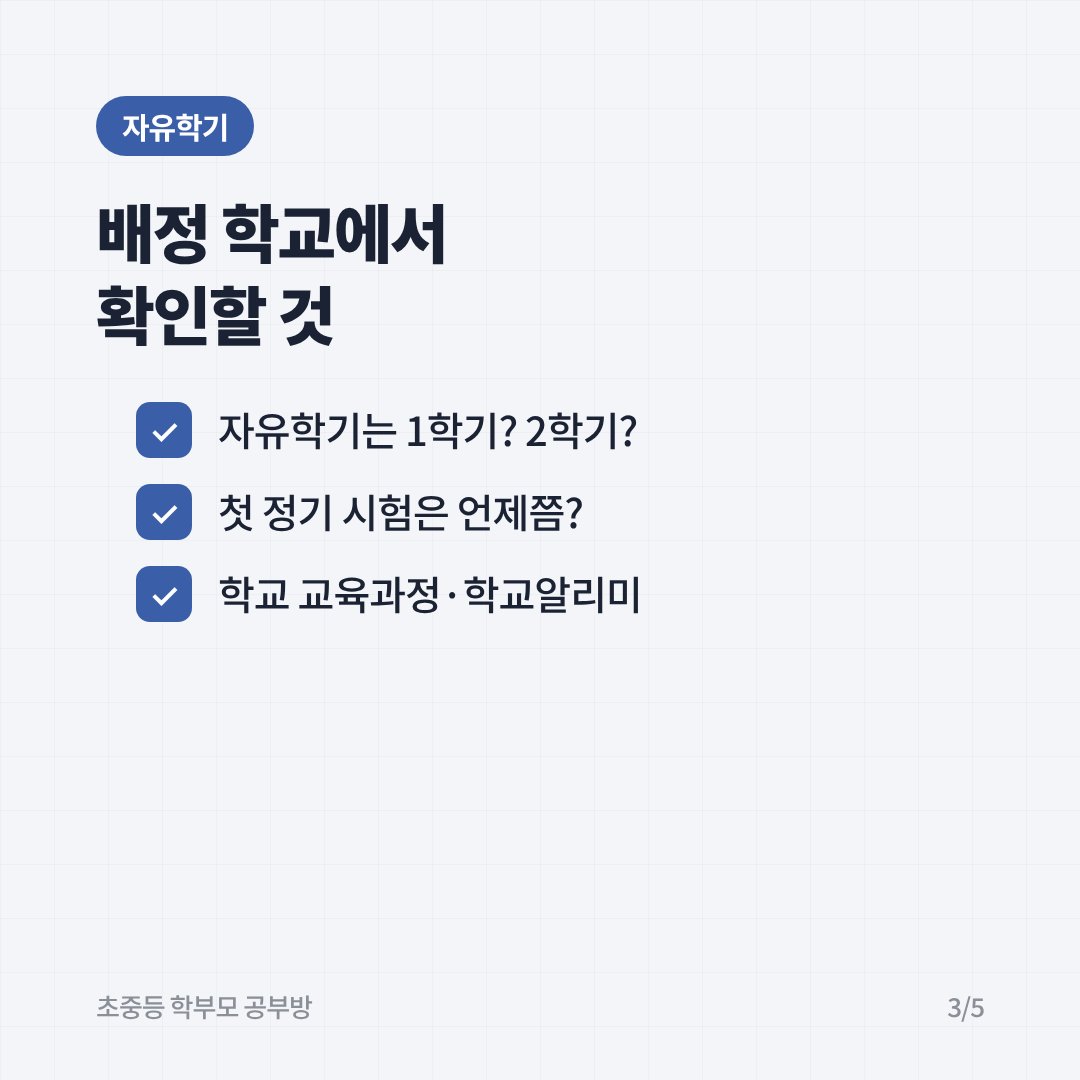 자유학기
배정 학교에서
확인할 것
자유학기는 1학기? 2학기?
첫 정기 시험은 언제쯤?
학교 교육과정·학교알리미
초중등 학부모 공부방
3/5